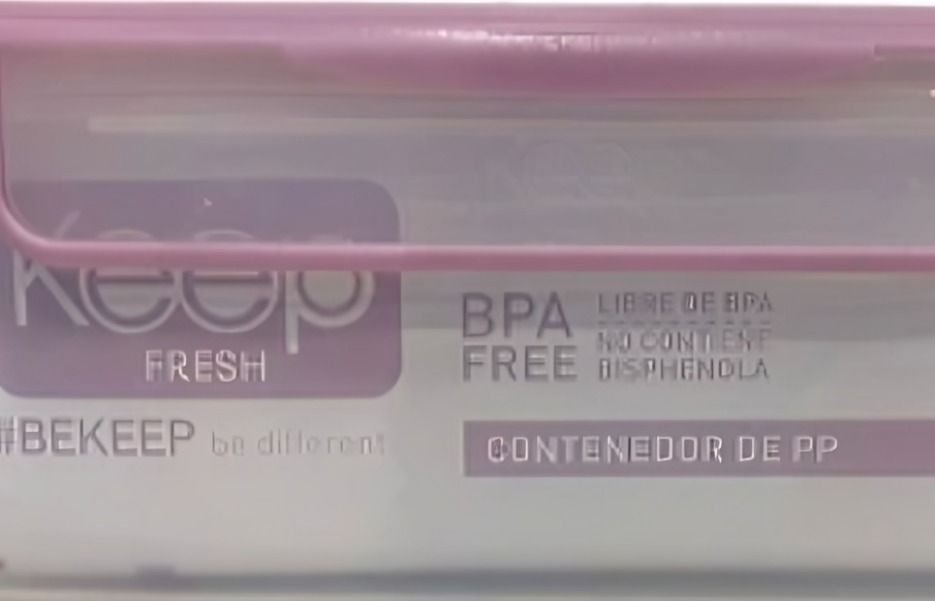 Keep
FRESH
#BEKEEP be different
BPA
FREE
LIBRE DE BPA
NO CONTIENE
BISPHENOLA
CONTENEDOR DE PP